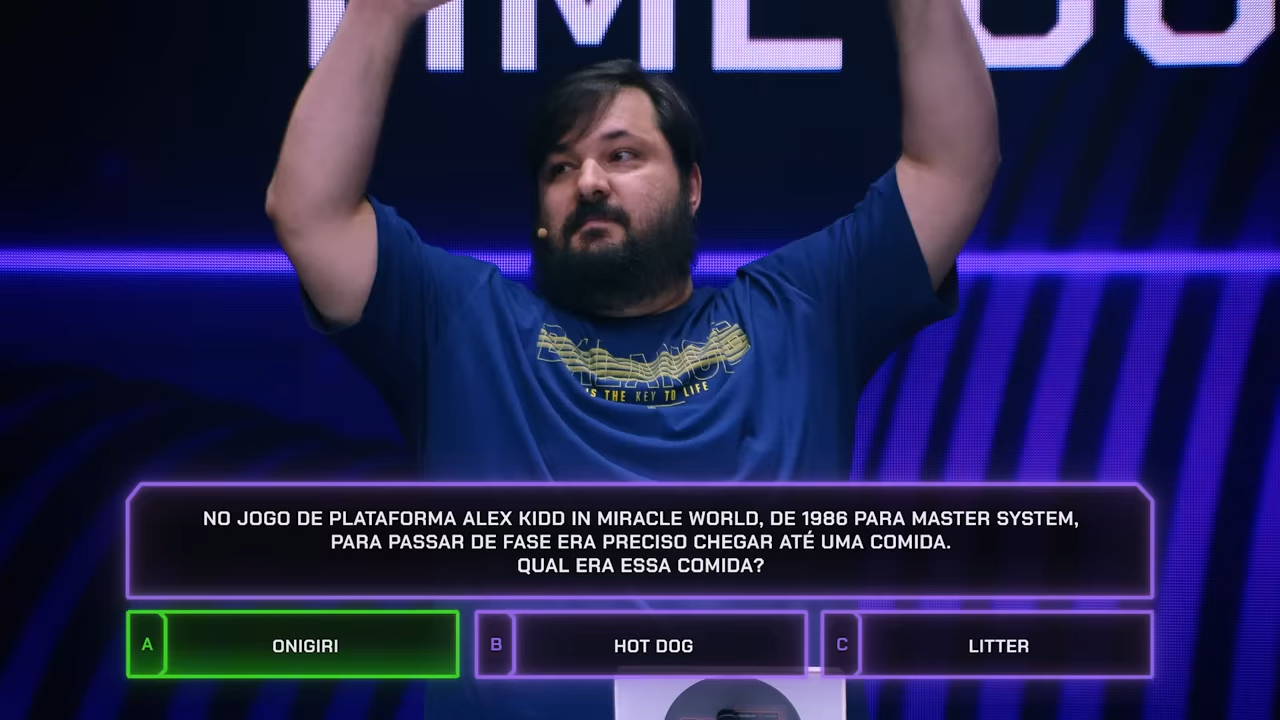 BALANCE
IS THE KEY TO LIFE
NO JOGO DE PLATAFORMA ALEX KIDD IN MIRACLE WORLD, DE 1986 PARA MASTER SYSTEM,
PARA PASSAR DE FASE ERA PRECISO CHEGAR ATÉ UMA COMIDA.
QUAL ERA ESSA COMIDA?
A ONIGIRI B HOT DOG C LITTER